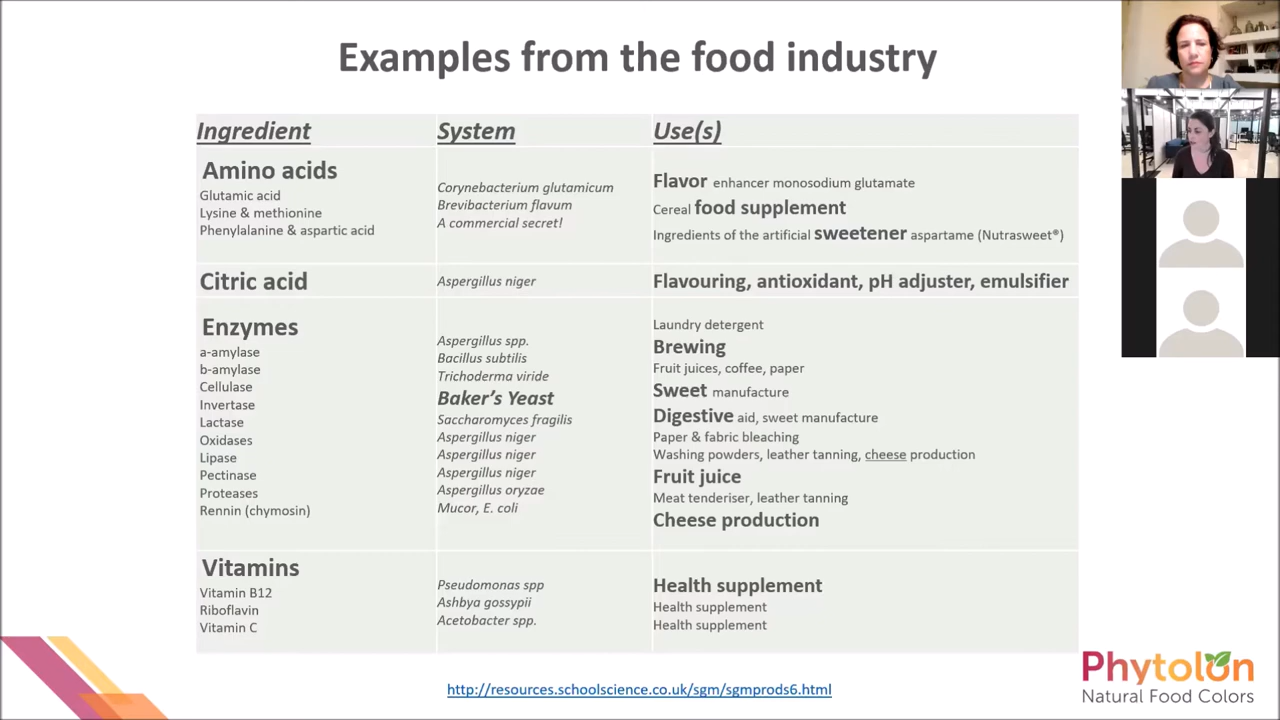 Examples from the food industry
Ingredient
System
Use(s)
Amino acids
Glutamic acid
Lysine & methionine
Phenylalanine & aspartic acid
Corynebacterium glutamicum
Brevibacterium flavum
A commercial secret!
Flavor enhancer monosodium glutamate
Cereal food supplement
Ingredients of the artificial sweetener aspartame (Nutrasweet®)
Citric acid
Aspergillus niger
Flavouring, antioxidant, pH adjuster, emulsifier
Enzymes
a-amylase
b-amylase
Cellulase
Invertase
Lactase
Oxidases
Lipase
Pectinase
Proteases
Rennin (chymosin)
Aspergillus spp.
Bacillus subtilis
Trichoderma viride
Baker's Yeast
Saccharomyces fragilis
Aspergillus niger
Aspergillus niger
Aspergillus niger
Aspergillus oryzae
Mucor, E. coli
Laundry detergent
Brewing
Fruit juices, coffee, paper
Sweet manufacture
Digestive aid, sweet manufacture
Paper & fabric bleaching
Washing powders, leather tanning, cheese production
Fruit juice
Meat tenderiser, leather tanning
Cheese production
Vitamins
Vitamin B12
Riboflavin
Vitamin C
Pseudomonas spp
Ashbya gossypii
Acetobacter spp.
Health supplement
Health supplement
Health supplement
http://resources.schoolscience.co.uk/sgm/sgmprods6.html
Phytolon
Natural Food Colors